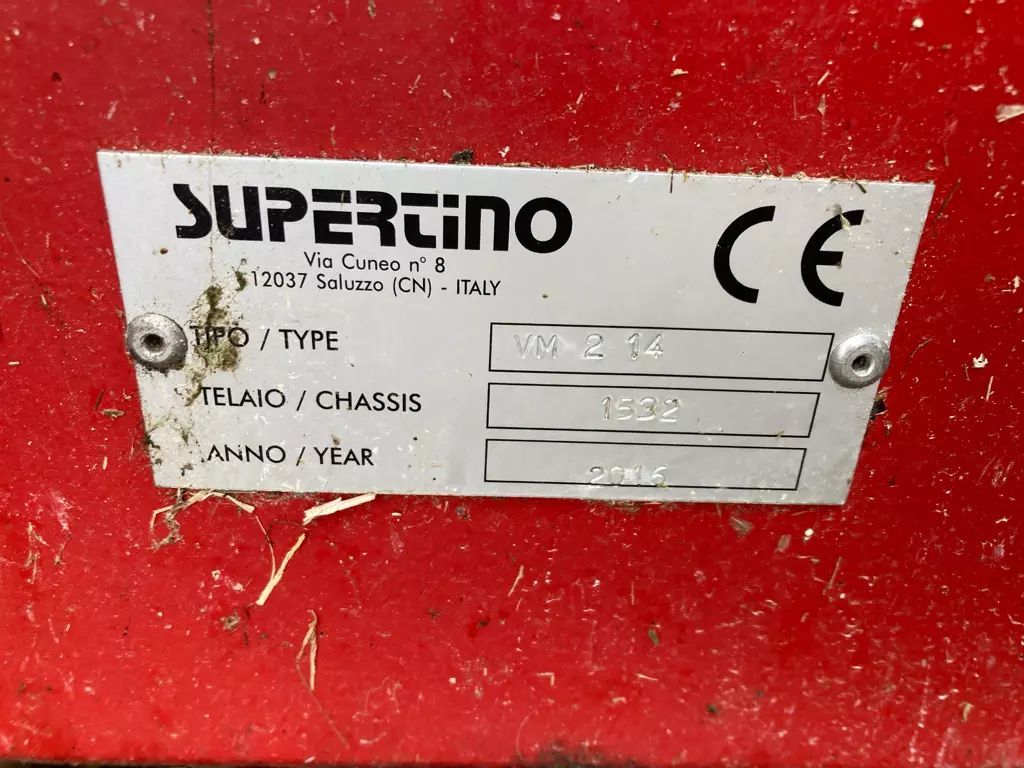 SUPERTINO
Via Cuneo n° 8
12037 Saluzzo (CN) - ITALY
CE
TIPO / TYPE VM 2 14
TELAIO / CHASSIS 1532
ANNO / YEAR 2016